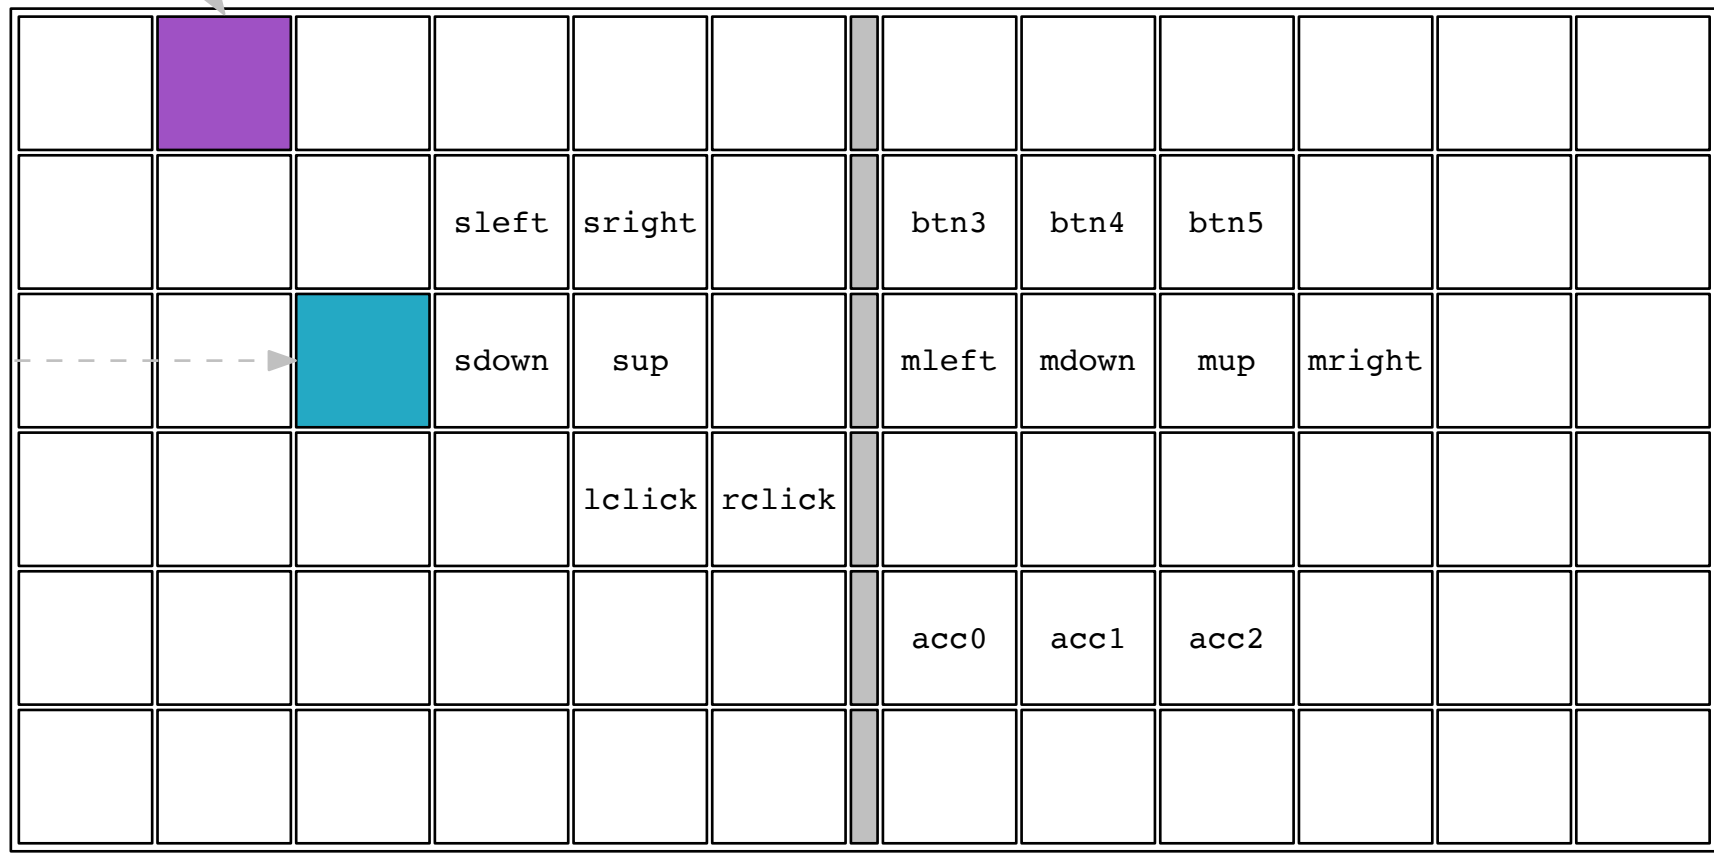 sleft sright btn3 btn4 btn5
sdown sup mleft mdown mup mright
lclick rclick
acc0 acc1 acc2